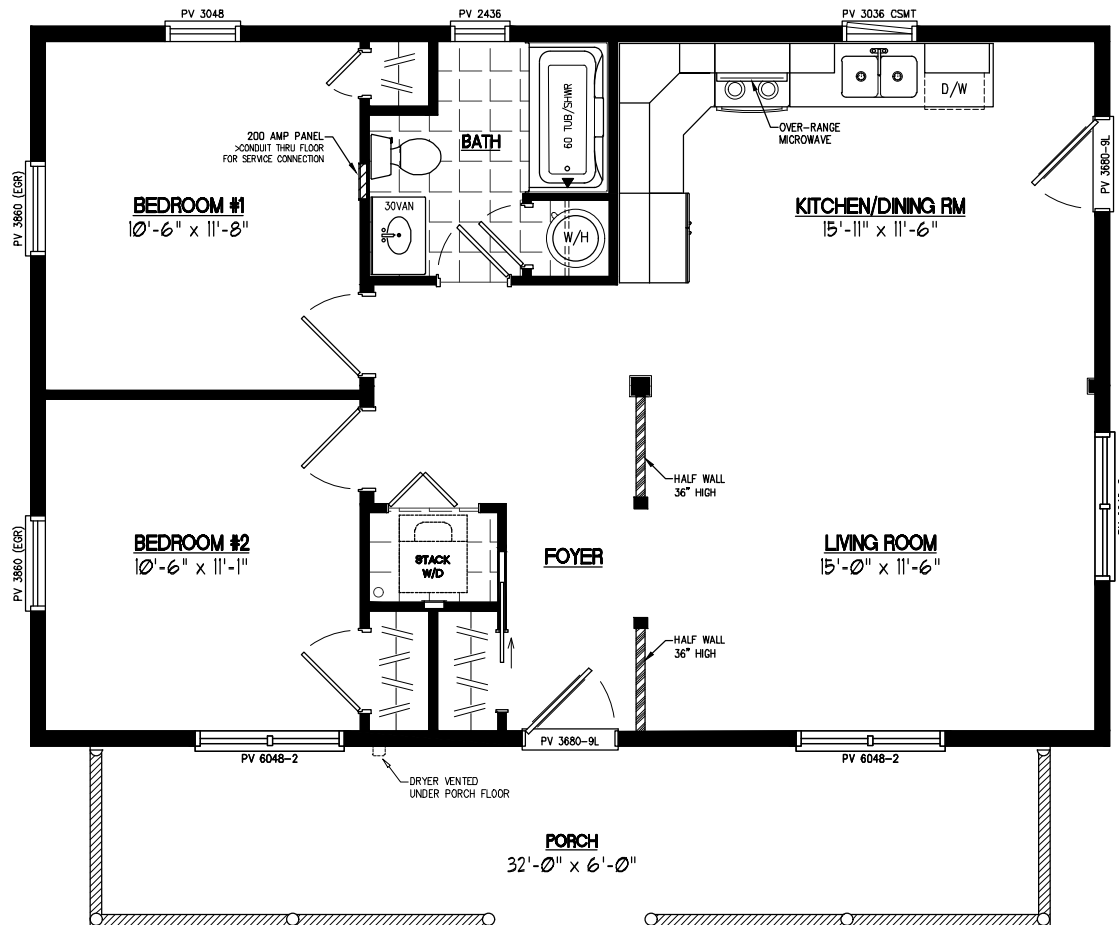 PV 3048
PV 2436
PV 3036 CSMT
D/W
OVER-RANGE
MICROWAVE
60 TUB/SHWR
BATH
200 AMP PANEL
>CONDUIT THRU FLOOR
FOR SERVICE CONNECTION
PV 3680-9L
PV 3860 (EGR)
BEDROOM #1
10'-6" x 11'-8"
30VAN
W/H
KITCHEN/DINING RM
15'-11" x 11'-6"
HALF WALL
36" HIGH
PV 3860 (EGR)
BEDROOM #2
10'-6" x 11'-1"
STACK
W/D
FOYER
LIVING ROOM
15'-0" x 11'-6"
HALF WALL
36" HIGH
PV 6048-2
PV 3680-9L
PV 6048-2
DRYER VENTED
UNDER PORCH FLOOR
PORCH
32'-0" x 6'-0"